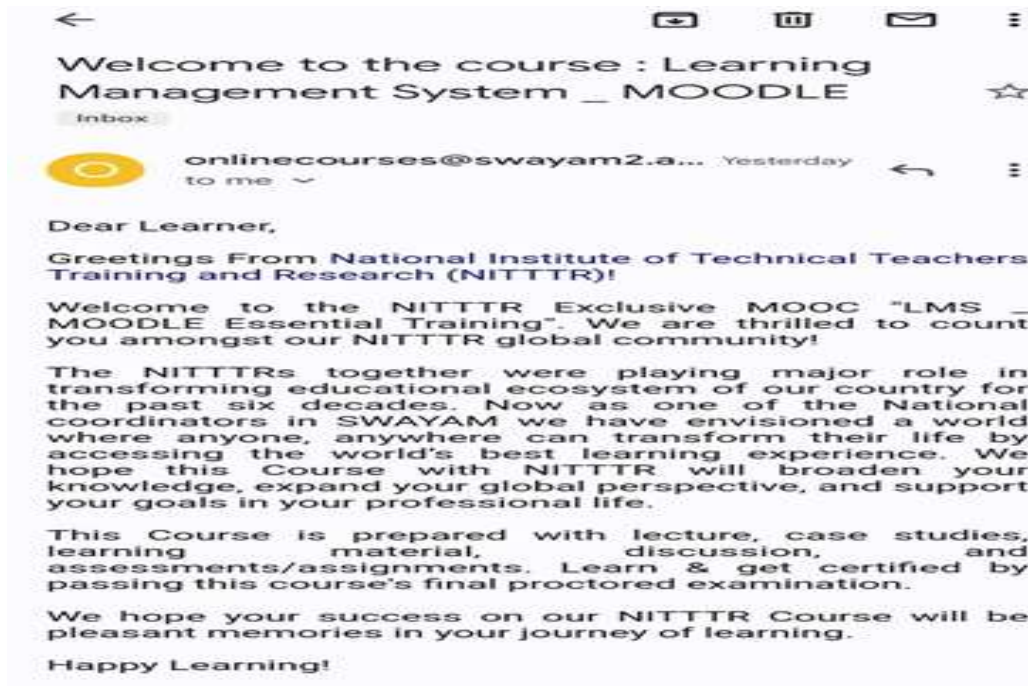 Welcome to the course : Learning
Management System _ MOODLE
Inbox
onlinecourses@swayam2.a... Yesterday
to me
Dear Learner,
Greetings From National Institute of Technical Teachers
Training and Research (NITTTR)!
Welcome to the NITTTR Exclusive MOOC "LMS _
MOODLE Essential Training". We are thrilled to count
you amongst our NITTTR global community!
The NITTTRs together were playing major role in
transforming educational ecosystem of our country for
the past six decades. Now as one of the National
coordinators in SWAYAM we have envisioned a world
where anyone, anywhere can transform their life by
accessing the world's best learning experience. We
hope this Course with NITTTR will broaden your
knowledge, expand your global perspective, and support
your goals in your professional life.
This Course is prepared with lecture, case studies,
learning material, discussion, and
assessments/assignments. Learn & get certified by
passing this course's final proctored examination.
We hope your success on our NITTTR Course will be
pleasant memories in your journey of learning.
Happy Learning!